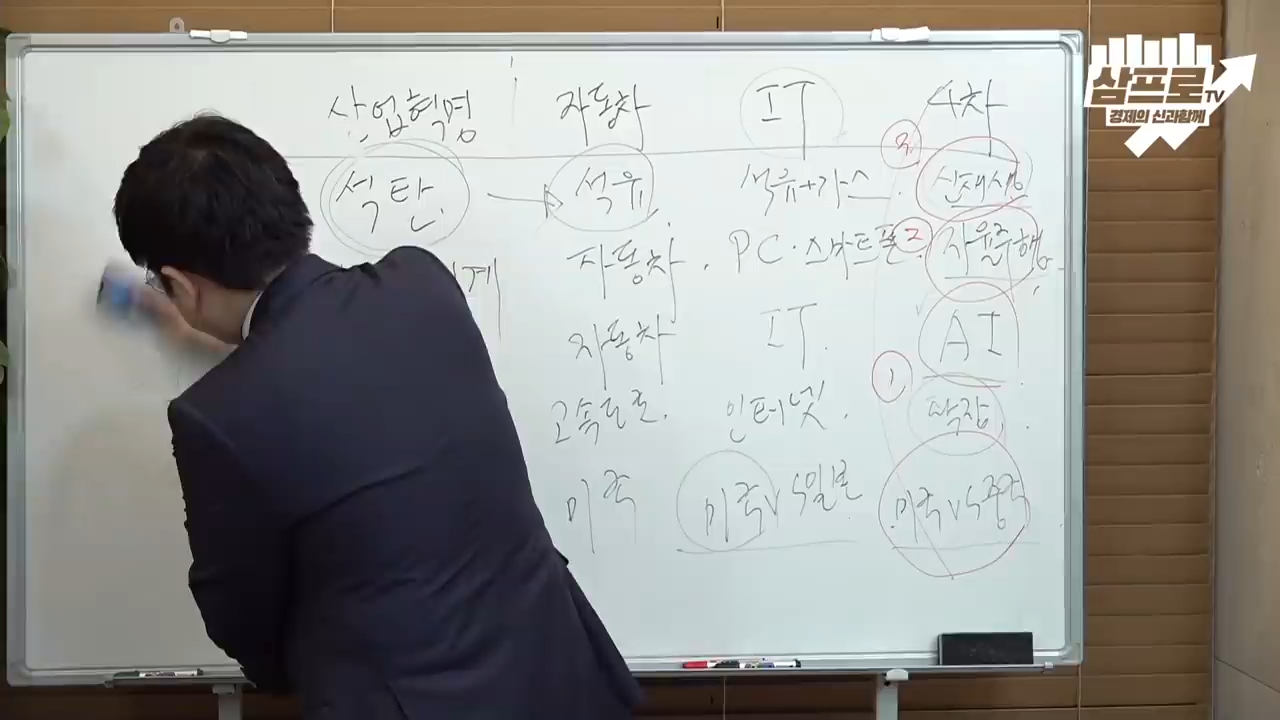 산업혁명 자동차 IT 4차
석탄 석유 석유+가스 신재생
계 자동차 PC·스마트폰 ② 자율주행
자동차 IT AI
고속도로 인터넷 ①
미국 미국 VS 일본 미국 VS 중국
삼프로TV
경제의 신과함께